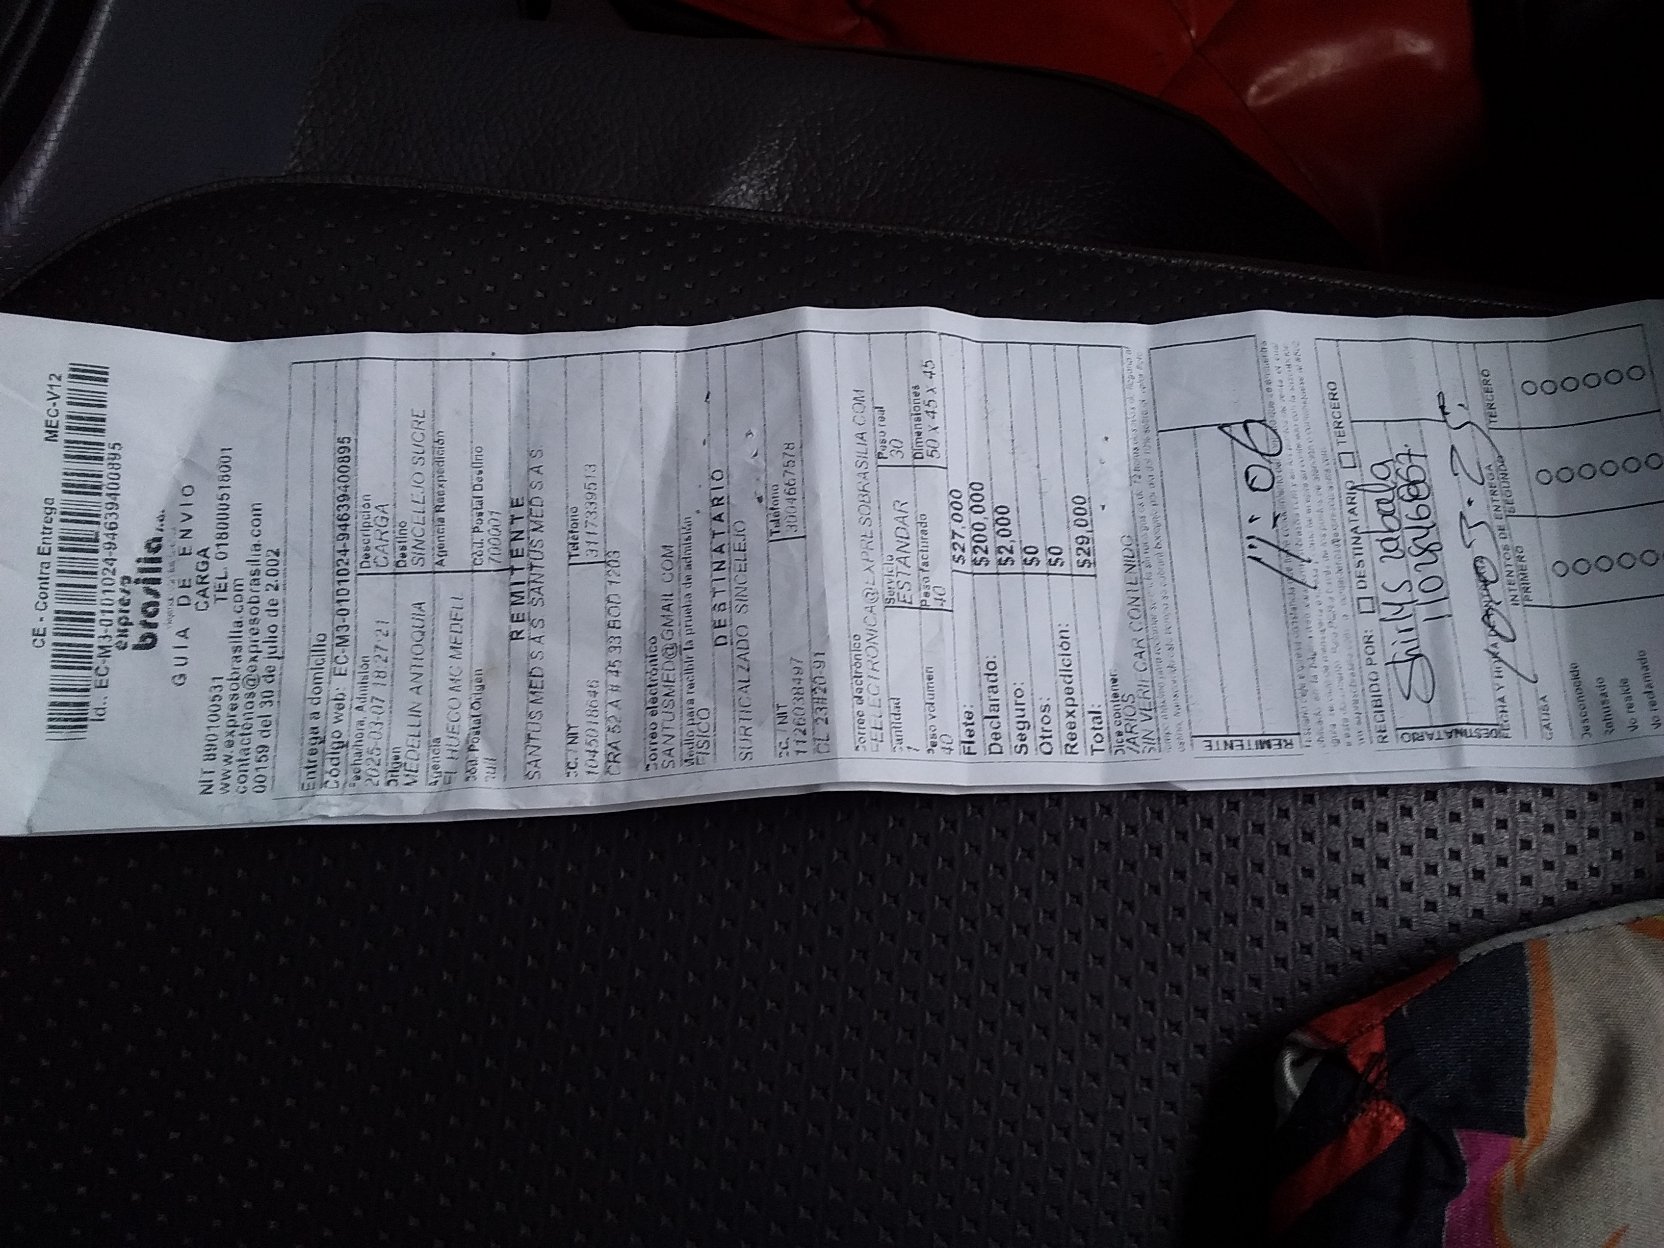 CE - Contra Entrega MEC-V12
Id.: EC-M3-0101024-94639400895
expreso
brasilia
GUIA DE ENVIO
CARGA
NIT 890100531 TEL. 018000518001
www.expresobrasilia.com
contactenos@expresobrasilia.com
00159 del 30 de julio de 2.002
Entrega a domicilio
Código web: EC-M3-0101024-94639400895
Fecha/hora, Admisión Descripción
2025-03-07 18:27:21 CARGA
Origen Destino
MEDELLIN ANTIOQUIA SINCELEJO SUCRE
Agencia Agencia Reexpedición
EL HUECO MC MEDELL
Cód. Postal Origen Cód. Postal Destino
null 700001
REMITENTE
SANTUS MED SAS SANTUS MED SAS
CC. / NIT Teléfono
1045018646 3117339513
CRA 52 A # 45 33 BOD 1203
Correo electrónico
SANTUSMED@GMAIL.COM
Medio para recibir la prueba de admisión
FISICO
DESTINATARIO
SURTICALZADO SINCELEJO
CC. / NIT Teléfono
1126038497 3004667578
CL 23#20-91
Correo electrónico
FELECTRONICA@EXPRESOBRASILIA.COM
Cantidad Servicio Peso real
1 ESTÁNDAR 30
Peso volumen Peso facturado Dimensiones
40 40 50 x 45 x 45
Flete: $27,000
Declarado: $200,000
Seguro: $2,000
Otros: $0
Reexpedición: $0
Total: $29,000
Dice contener:
VARIOS
SIN VERIFICAR CONTENIDO
REMITENTE
11:06
RECIBIDO POR: DESTINATARIO TERCERO
DESTINATARIO
FECHA Y HORA
INTENTOS DE ENTREGA
CAUSA PRIMERO SEGUNDO TERCERO
Desconocido
Rehusado
No reside
No reclamado